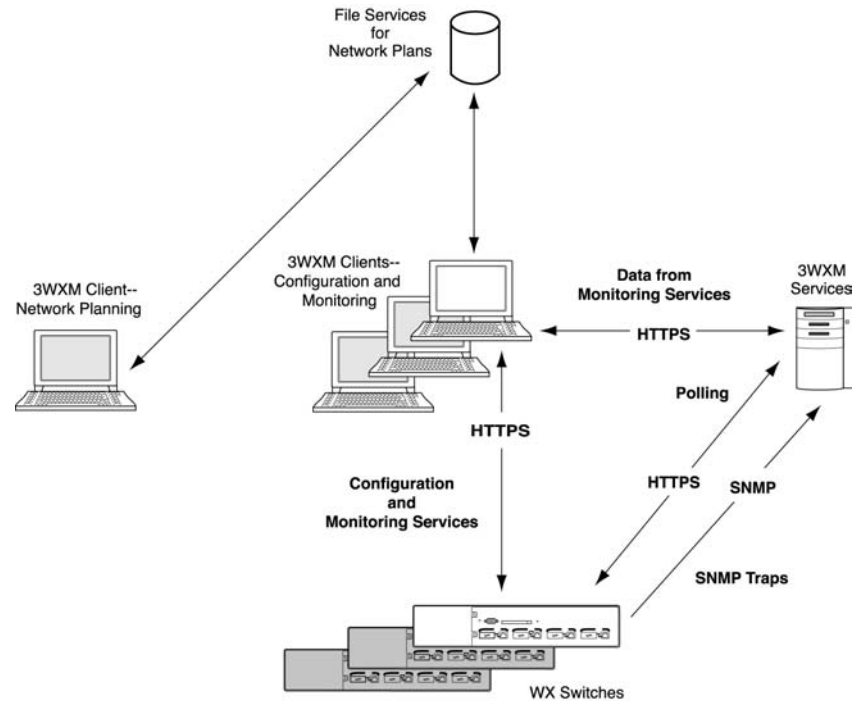 File Services
for
Network Plans
3WXM Client--
Network Planning
3WXM Clients--
Configuration and
Monitoring
Data from
Monitoring Services
HTTPS
3WXM
Services
Polling
HTTPS
HTTPS
SNMP
Configuration
and
Monitoring Services
SNMP Traps
WX Switches